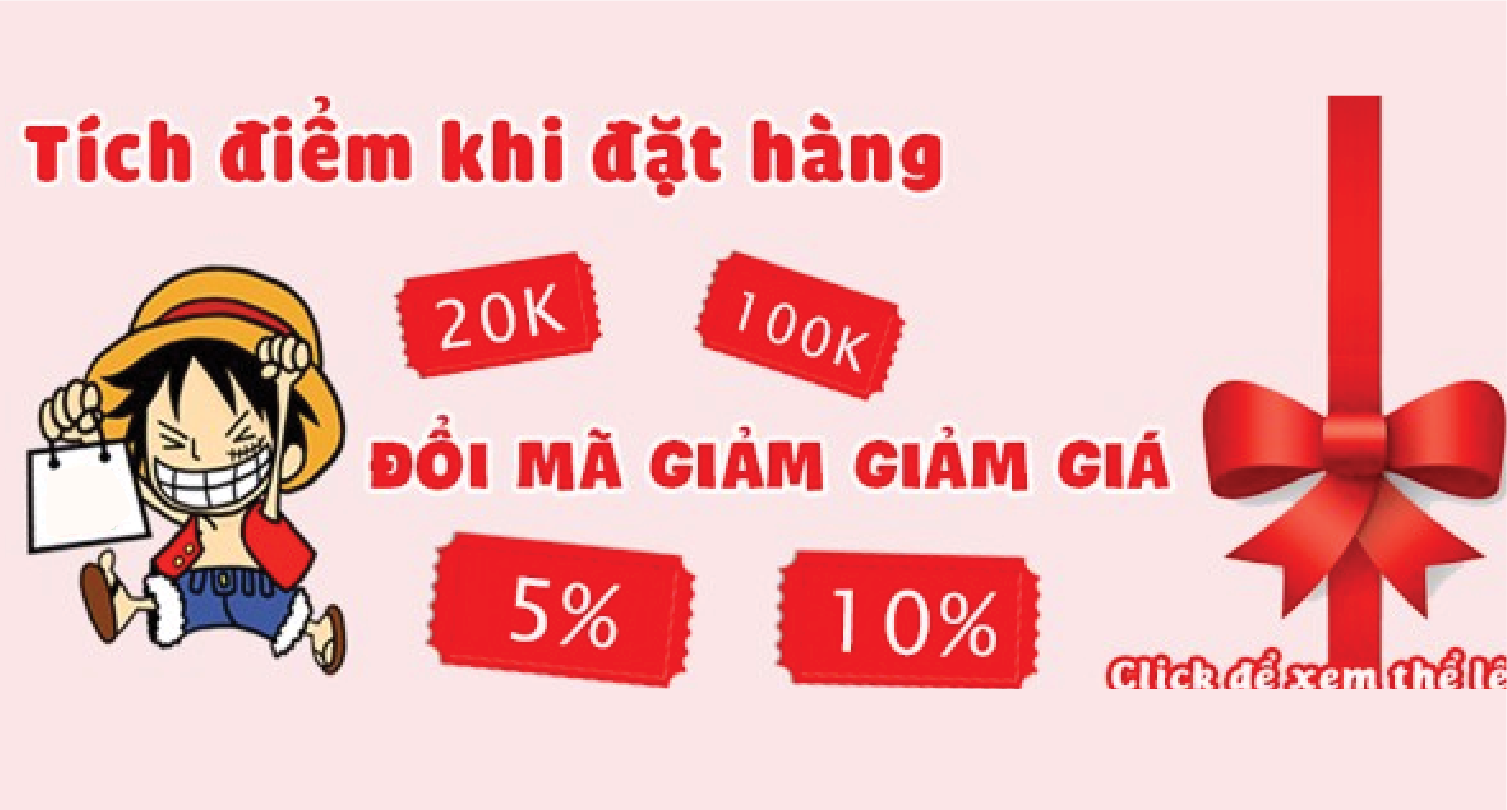 Tích điểm khi đặt hàng
20K
100K
ĐỔI MÃ GIẢM GIẢM GIÁ
5%
10%
Click để xem thể lệ